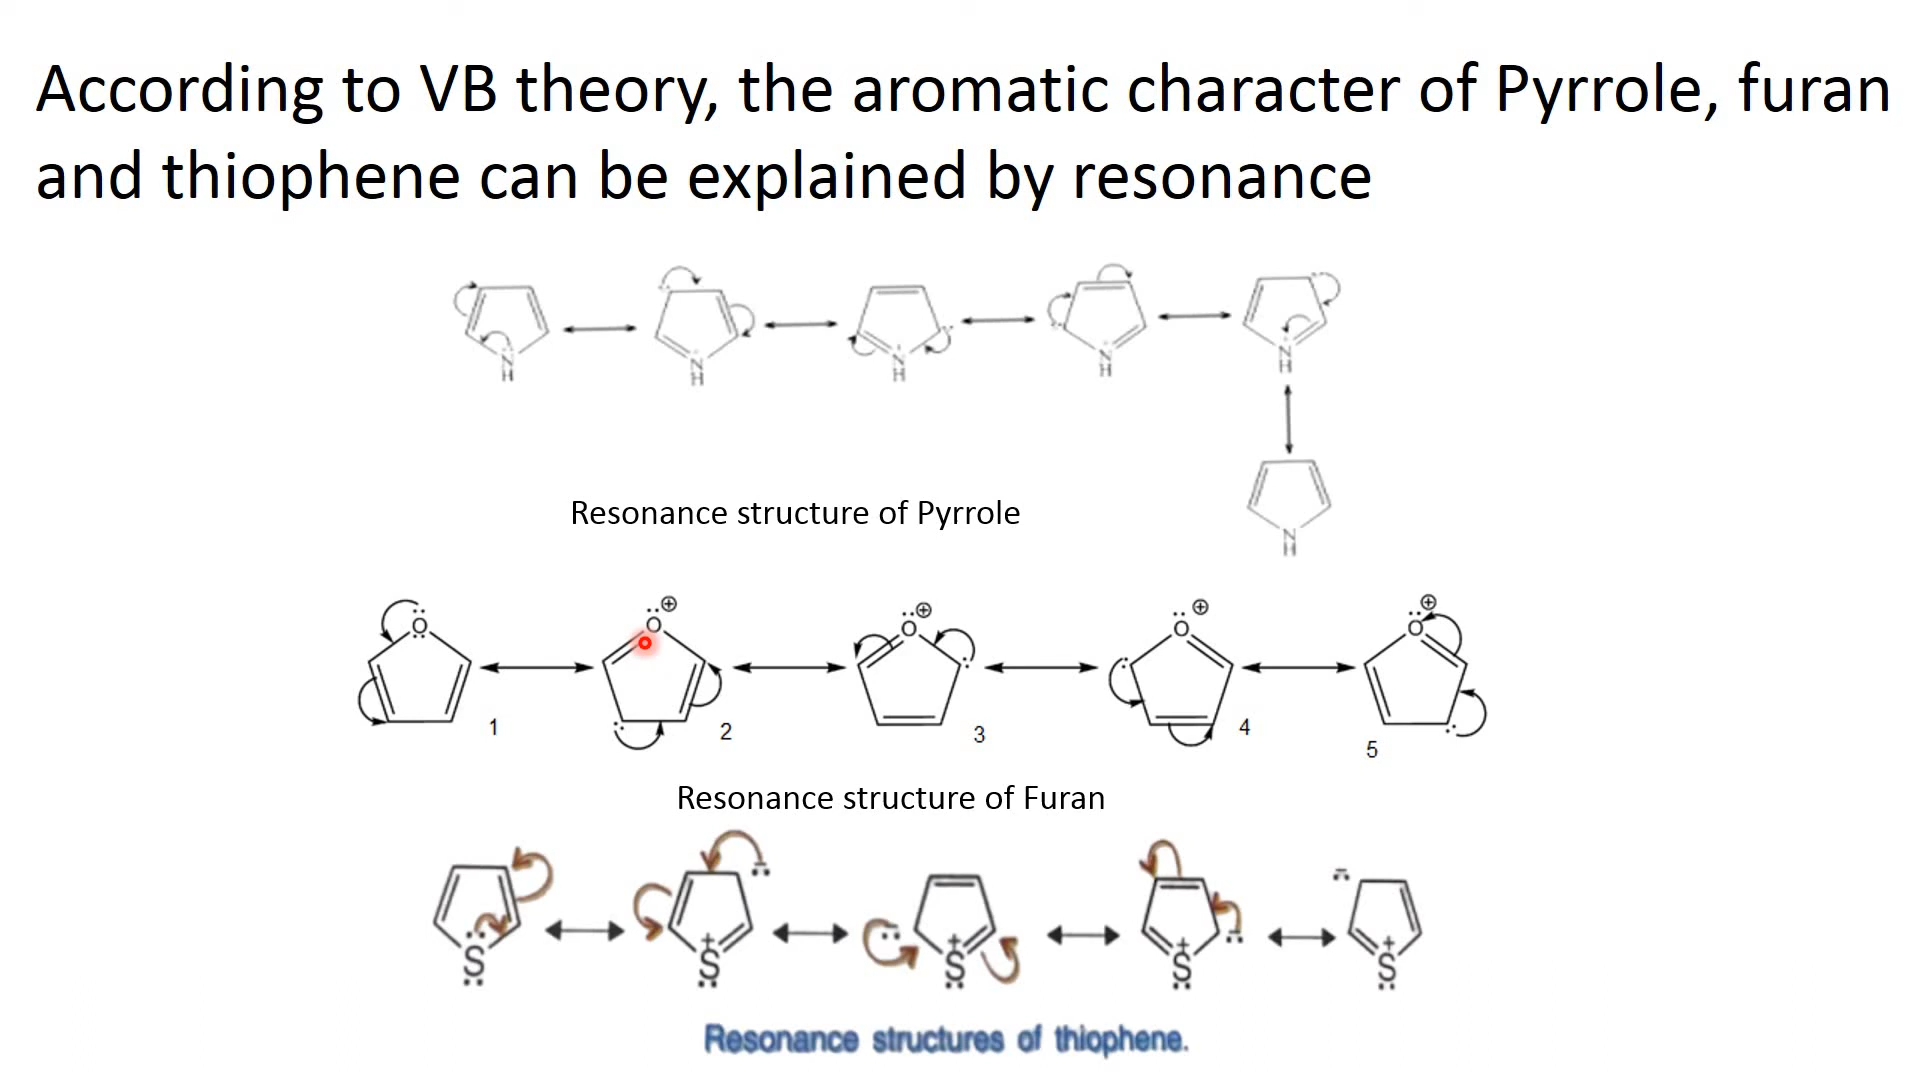 According to VB theory, the aromatic character of Pyrrole, furan
and thiophene can be explained by resonance
N
H
N
H
N
H
N
H
N
H
N
H
Resonance structure of Pyrrole
O
O
O
O
O
1
2
3
4
5
Resonance structure of Furan
S
S
S
S
S
Resonance structures of thiophene.